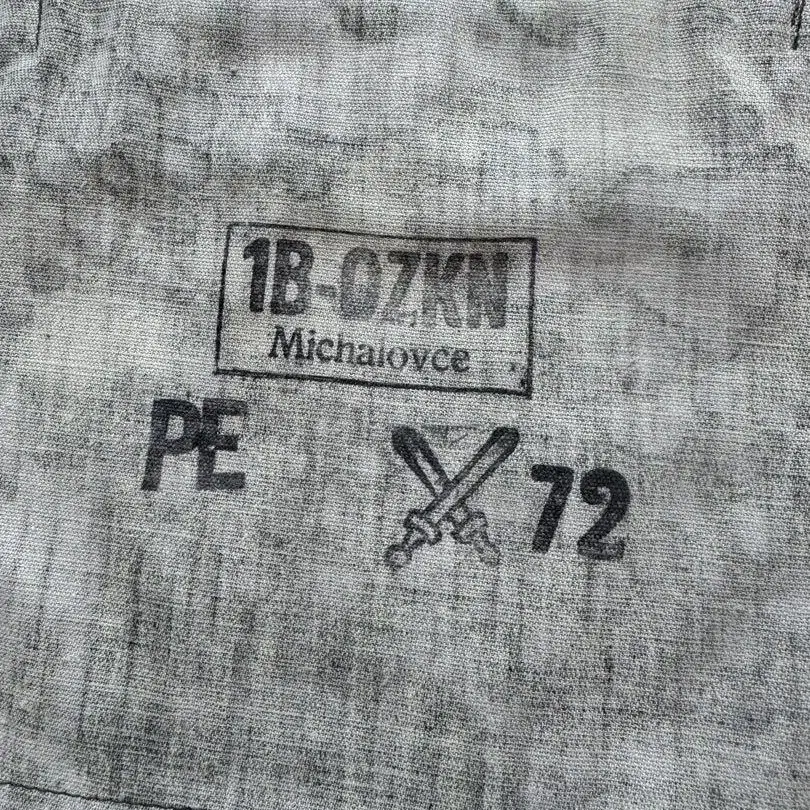 1B-OZKN
Michalovce
PE
72